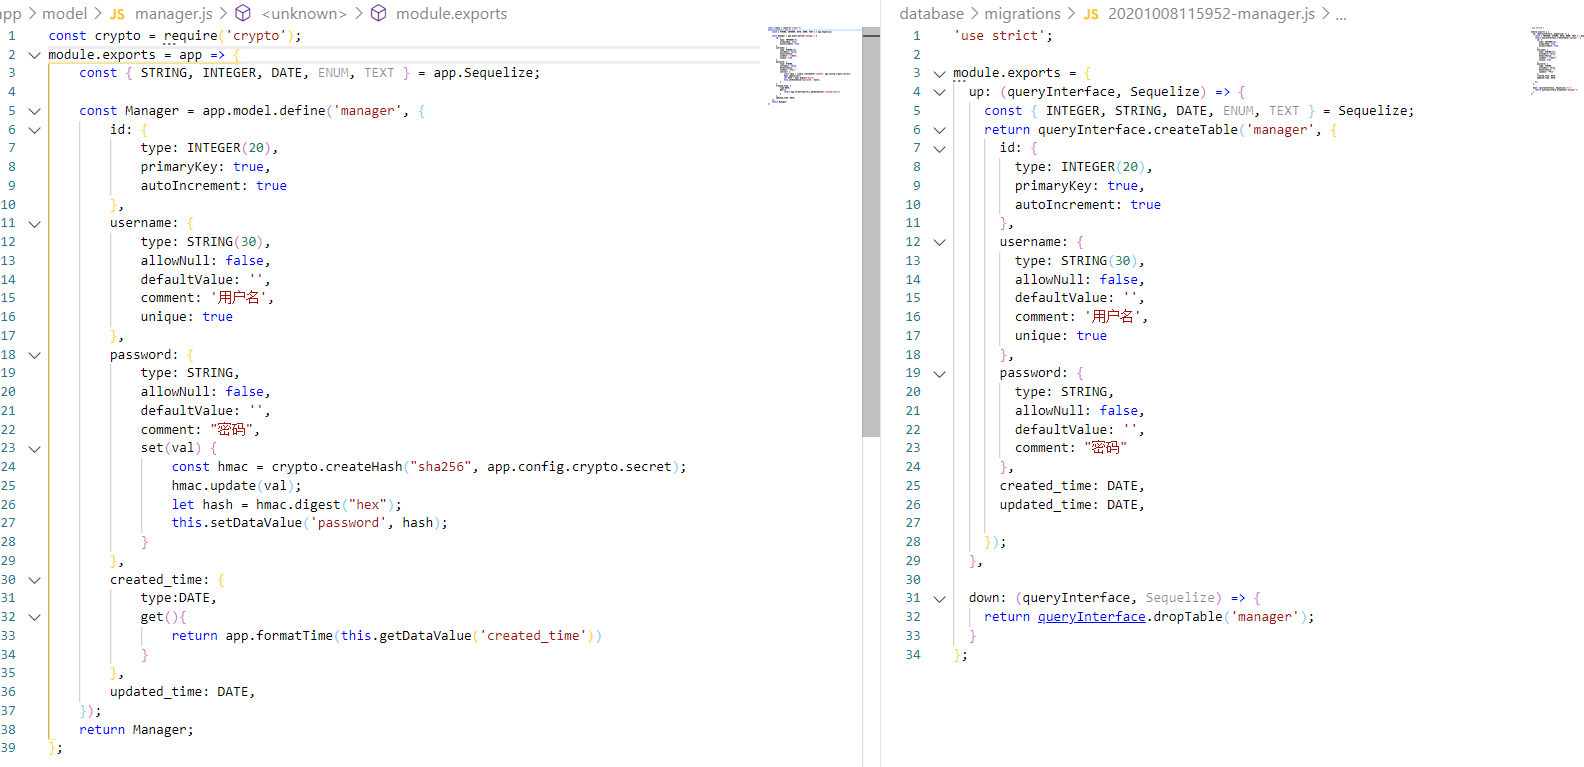 app > model > JS manager.js > <unknown> > module.exports
1 const crypto = require('crypto');
2 module.exports = app => {
3 const { STRING, INTEGER, DATE, ENUM, TEXT } = app.Sequelize;
4
5 const Manager = app.model.define('manager', {
6 id: {
7 type: INTEGER(20),
8 primaryKey: true,
9 autoIncrement: true
10 },
11 username: {
12 type: STRING(30),
13 allowNull: false,
14 defaultValue: '',
15 comment: '用户名',
16 unique: true
17 },
18 password: {
19 type: STRING,
20 allowNull: false,
21 defaultValue: '',
22 comment: "密码",
23 set(val) {
24 const hmac = crypto.createHash("sha256", app.config.crypto.secret);
25 hmac.update(val);
26 let hash = hmac.digest("hex");
27 this.setDataValue('password', hash);
28 }
29 },
30 created_time: {
31 type:DATE,
32 get(){
33 return app.formatTime(this.getDataValue('created_time'))
34 }
35 },
36 updated_time: DATE,
37 });
38 return Manager;
39 };
database > migrations > JS 20201008115952-manager.js > ...
1 'use strict';
2
3 module.exports = {
4 up: (queryInterface, Sequelize) => {
5 const { INTEGER, STRING, DATE, ENUM, TEXT } = Sequelize;
6 return queryInterface.createTable('manager', {
7 id: {
8 type: INTEGER(20),
9 primaryKey: true,
10 autoIncrement: true
11 },
12 username: {
13 type: STRING(30),
14 allowNull: false,
15 defaultValue: '',
16 comment: '用户名',
17 unique: true
18 },
19 password: {
20 type: STRING,
21 allowNull: false,
22 defaultValue: '',
23 comment: "密码"
24 },
25 created_time: DATE,
26 updated_time: DATE,
27
28 });
29 },
30
31 down: (queryInterface, Sequelize) => {
32 return queryInterface.dropTable('manager');
33 }
34 };